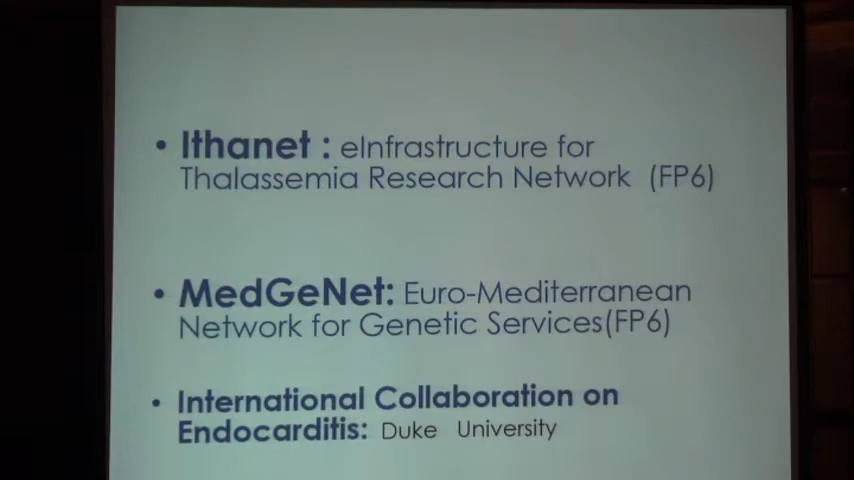 • Ithanet : eInfrastructure for
Thalassemia Research Network (FP6)
• MedGeNet: Euro-Mediterranean
Network for Genetic Services(FP6)
• International Collaboration on
Endocarditis: Duke University